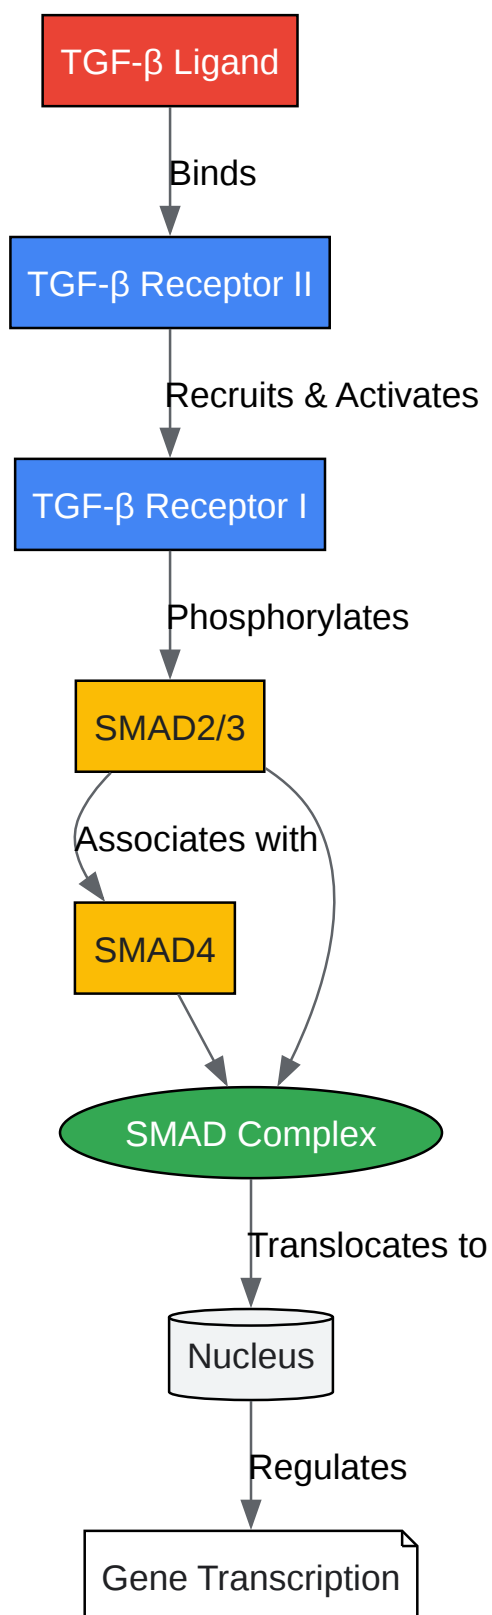 TGF-β Ligand
Binds
TGF-β Receptor II
Recruits & Activates
TGF-β Receptor I
Phosphorylates
SMAD2/3
Associates with
SMAD4
SMAD Complex
Translocates to
Nucleus
Regulates
Gene Transcription